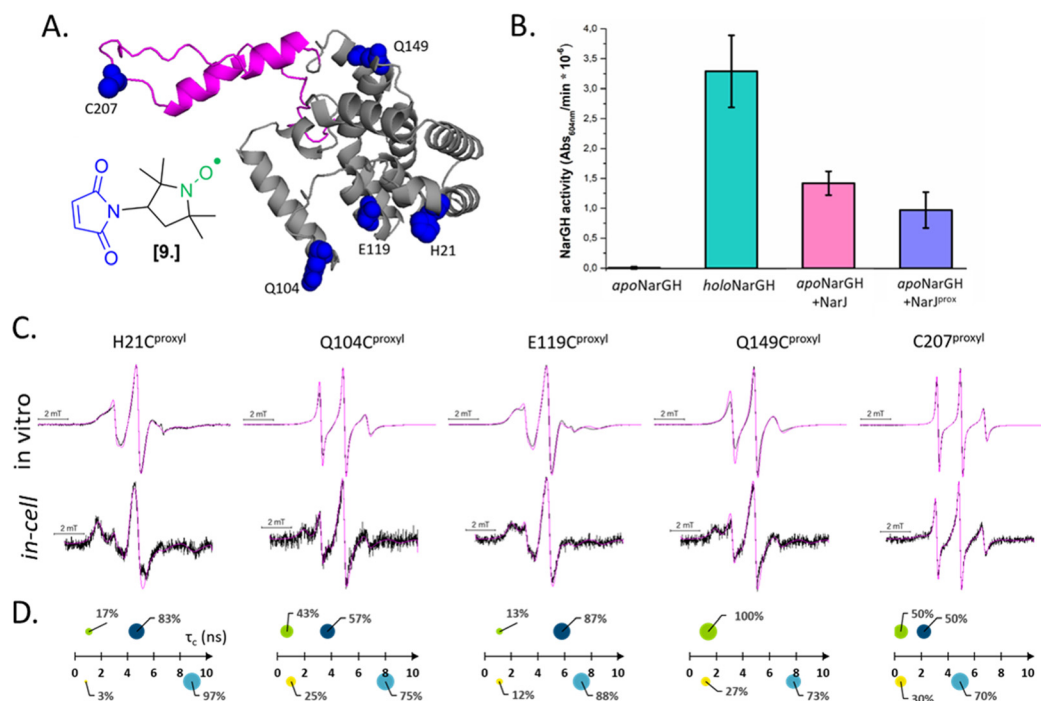 A.
Q149
C207
O•
N
O
N
O
[9.]
E119
H21
Q104
B.
NarGH activity (Abs604nm/min * 10-6)
4,0
3,5
3,0
2,5
2,0
1,5
1,0
0,5
0,0
apoNarGH
holoNarGH
apoNarGH
+NarJ
apoNarGH
+NarJprox
C.
H21Cproxyl
Q104Cproxyl
E119Cproxyl
Q149Cproxyl
C207proxyl
in vitro
2 mT
2 mT
2 mT
2 mT
2 mT
in-cell
2 mT
2 mT
2 mT
2 mT
2 mT
D.
17%
83%
43%
57%
13%
87%
100%
50%
50%
τc (ns)
0 2 4 6 8 10
0 2 4 6 8 10
0 2 4 6 8 10
0 2 4 6 8 10
0 2 4 6 8 10
3%
97%
25%
75%
12%
88%
27%
73%
30%
70%